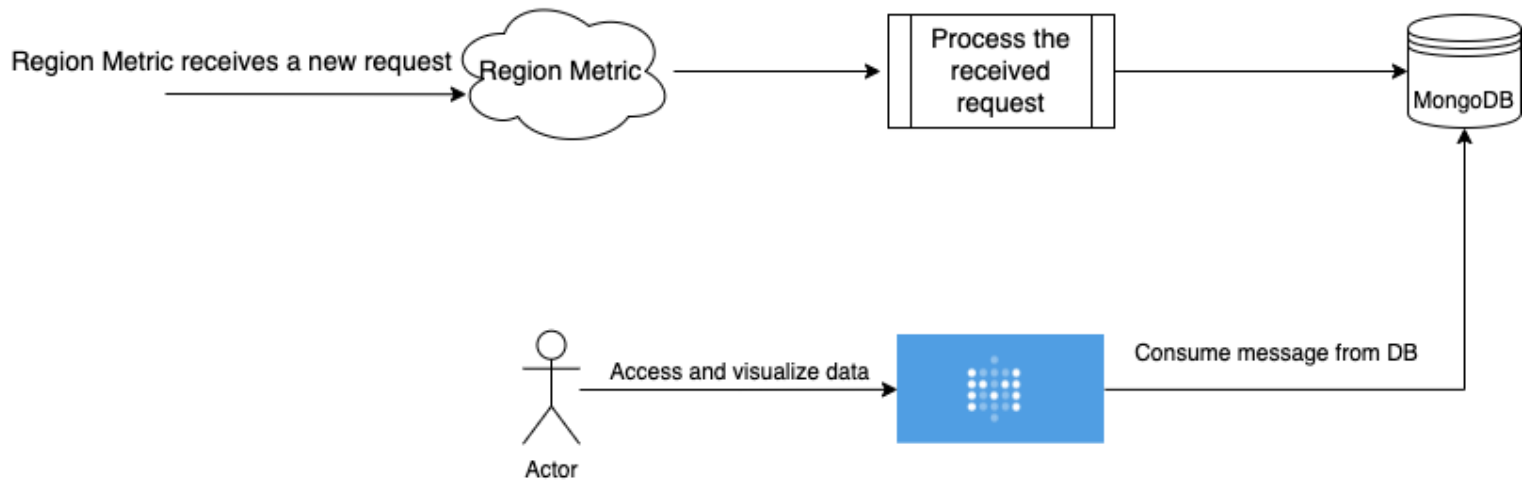 Region Metric receives a new request
Region Metric
Process the
received
request
MongoDB
Access and visualize data
Consume message from DB
Actor